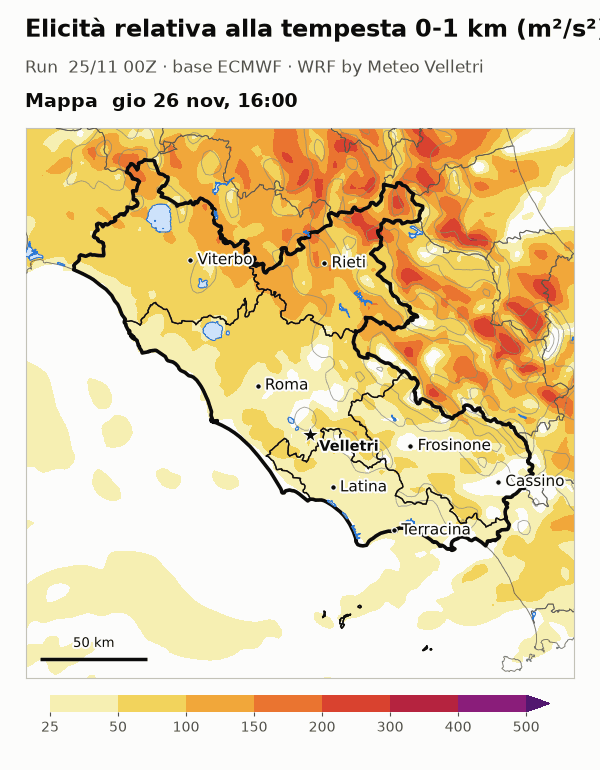 Elicità relativa alla tempesta 0-1 km (m²/s²)
Run 25/11 00Z · base ECMWF · WRF by Meteo Velletri
Mappa gio 26 nov, 16:00
Viterbo
Rieti
Roma
Velletri
Frosinone
Cassino
Latina
Terracina
50 km
25 50 100 150 200 300 400 500